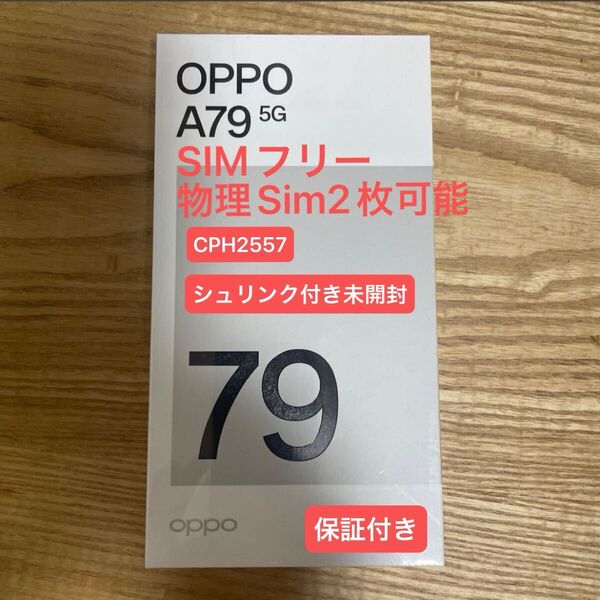 OPPO
A79 5G
SIMフリー
物理Sim2枚可能
CPH2557
シュリンク付き未開封
79
oppo
保証付き